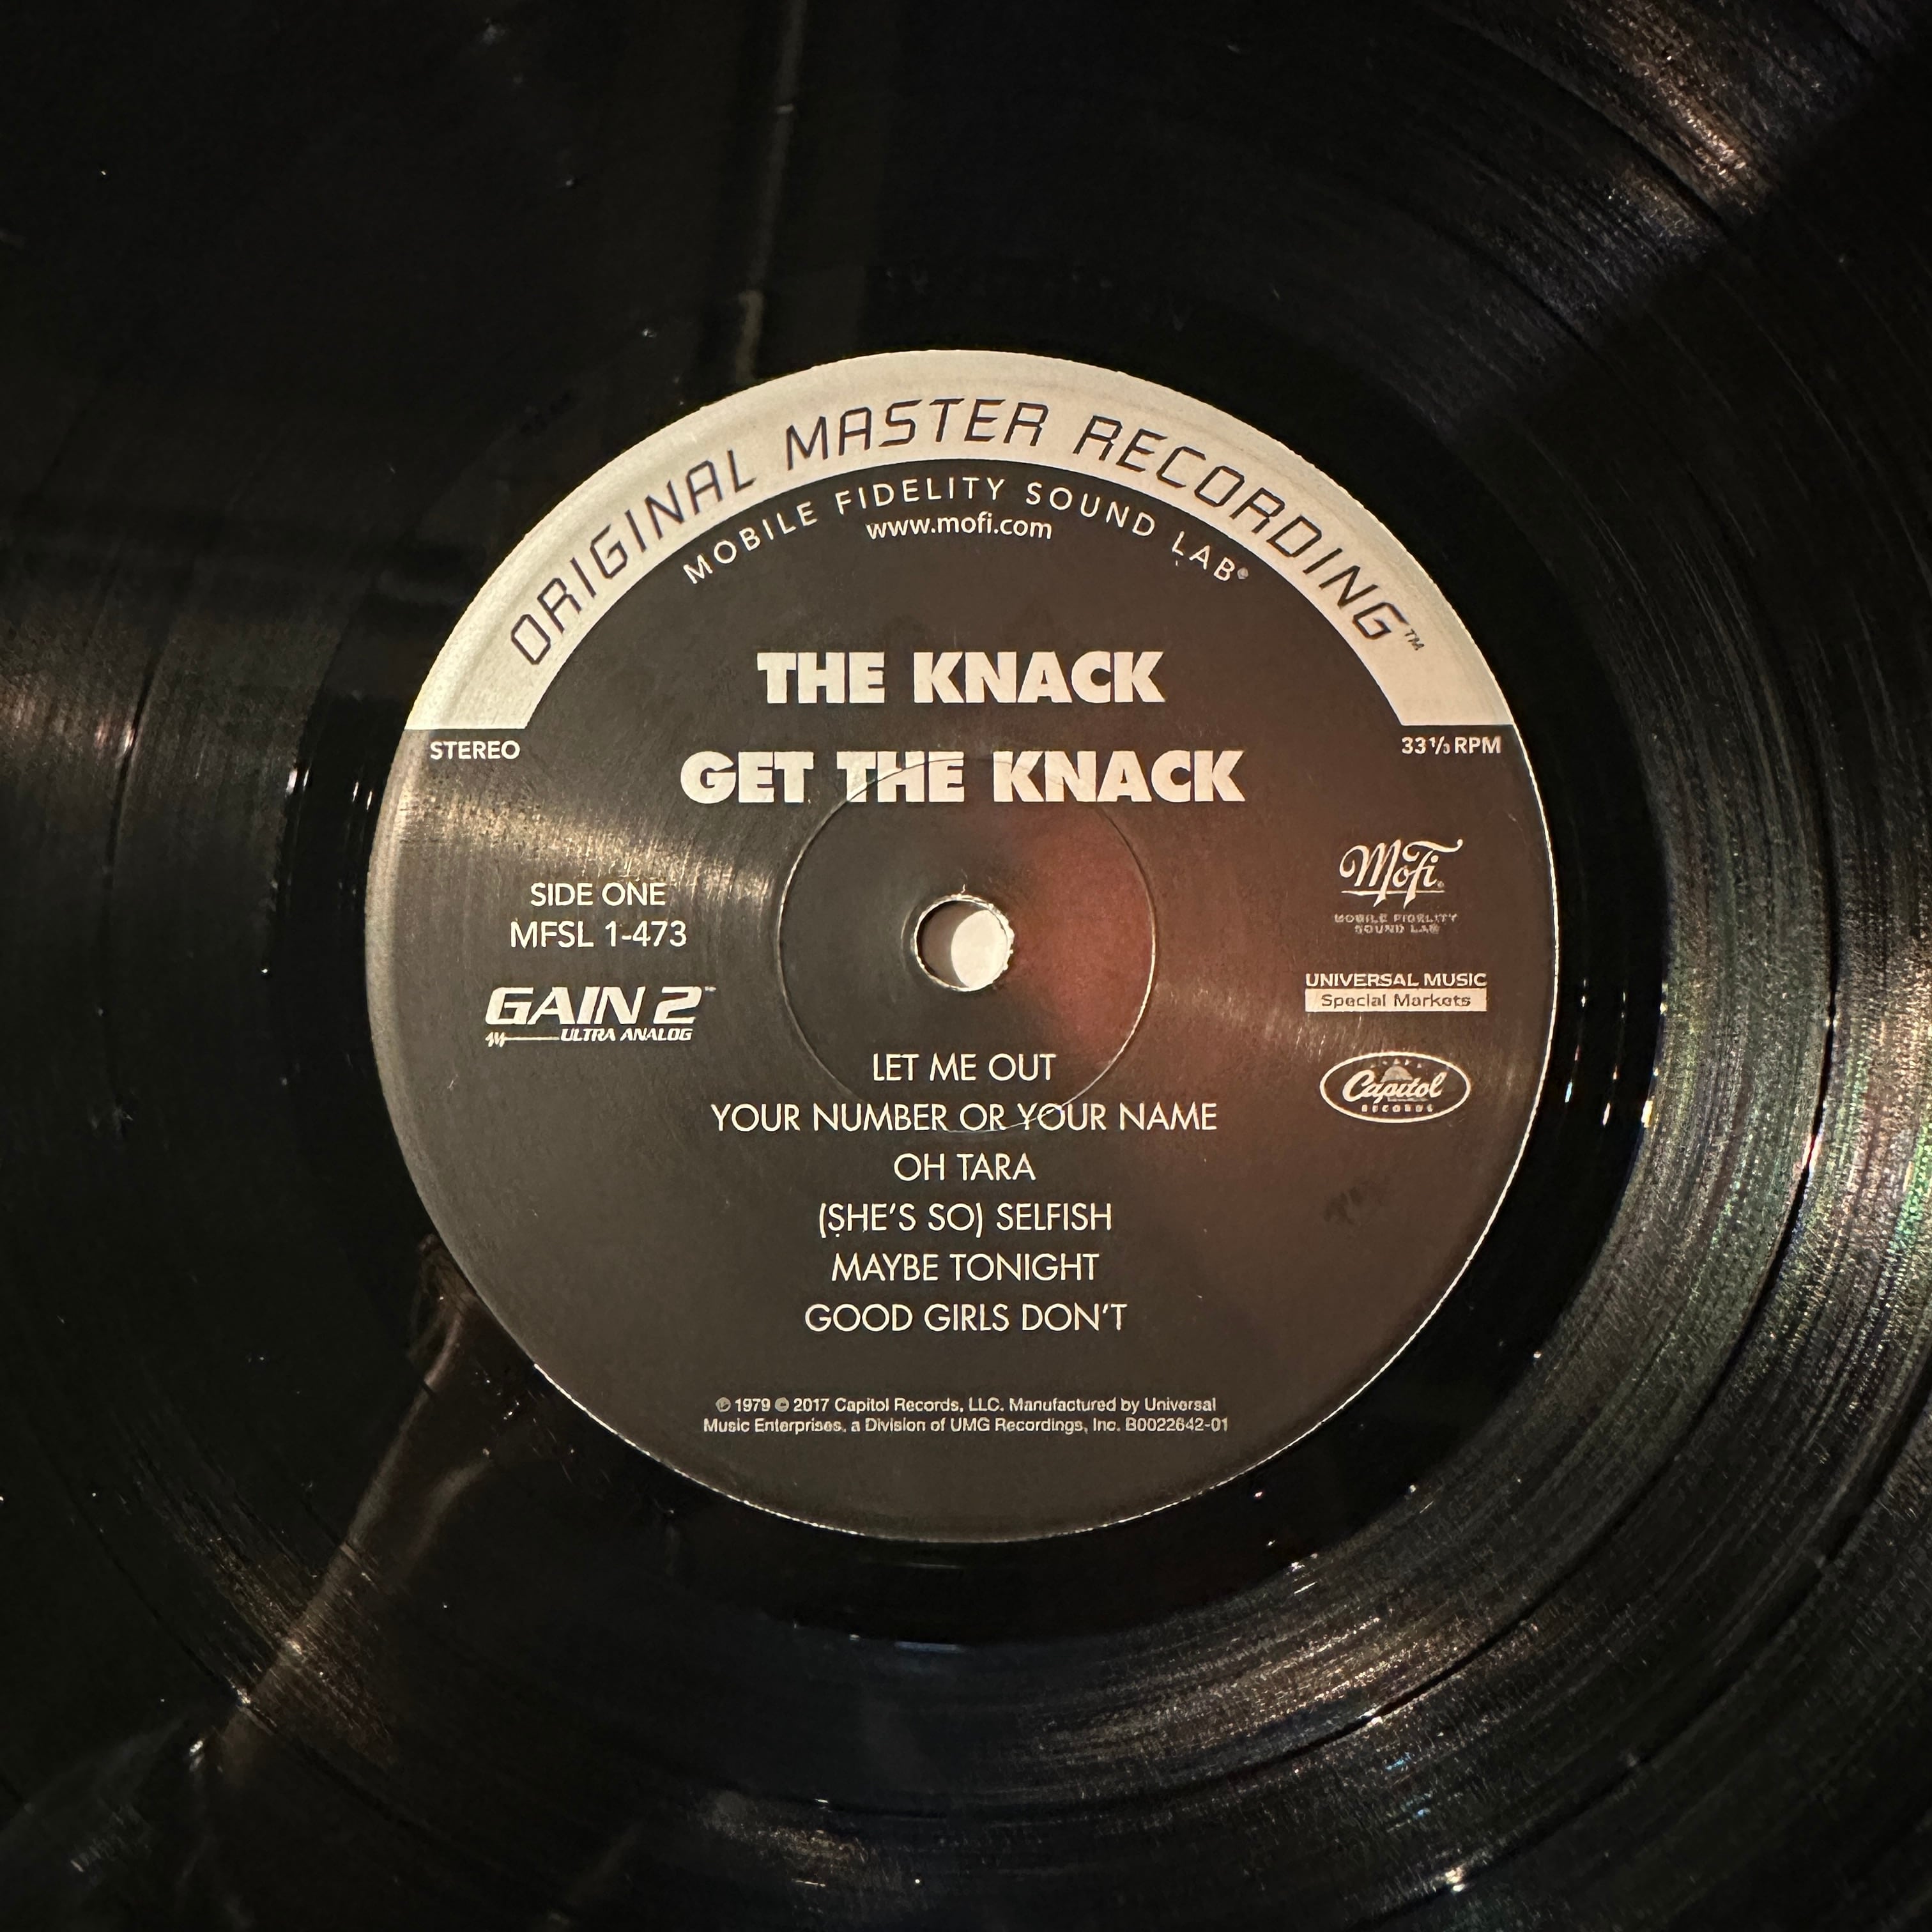 ORIGINAL MASTER RECORDING™
MOBILE FIDELITY SOUND LAB®
www.mofi.com
THE KNACK
GET THE KNACK
STEREO
33⅓ RPM
SIDE ONE
MFSL 1-473
GAIN 2™
ULTRA ANALOG
MoFi®
MOBILE FIDELITY
SOUND LAB
UNIVERSAL MUSIC
Special Markets
Capitol
RECORDS
LET ME OUT
YOUR NUMBER OR YOUR NAME
OH TARA
(SHE'S SO) SELFISH
MAYBE TONIGHT
GOOD GIRLS DON'T
℗ 1979 © 2017 Capitol Records, LLC. Manufactured by Universal
Music Enterprises, a Division of UMG Recordings, Inc. B0022642-01